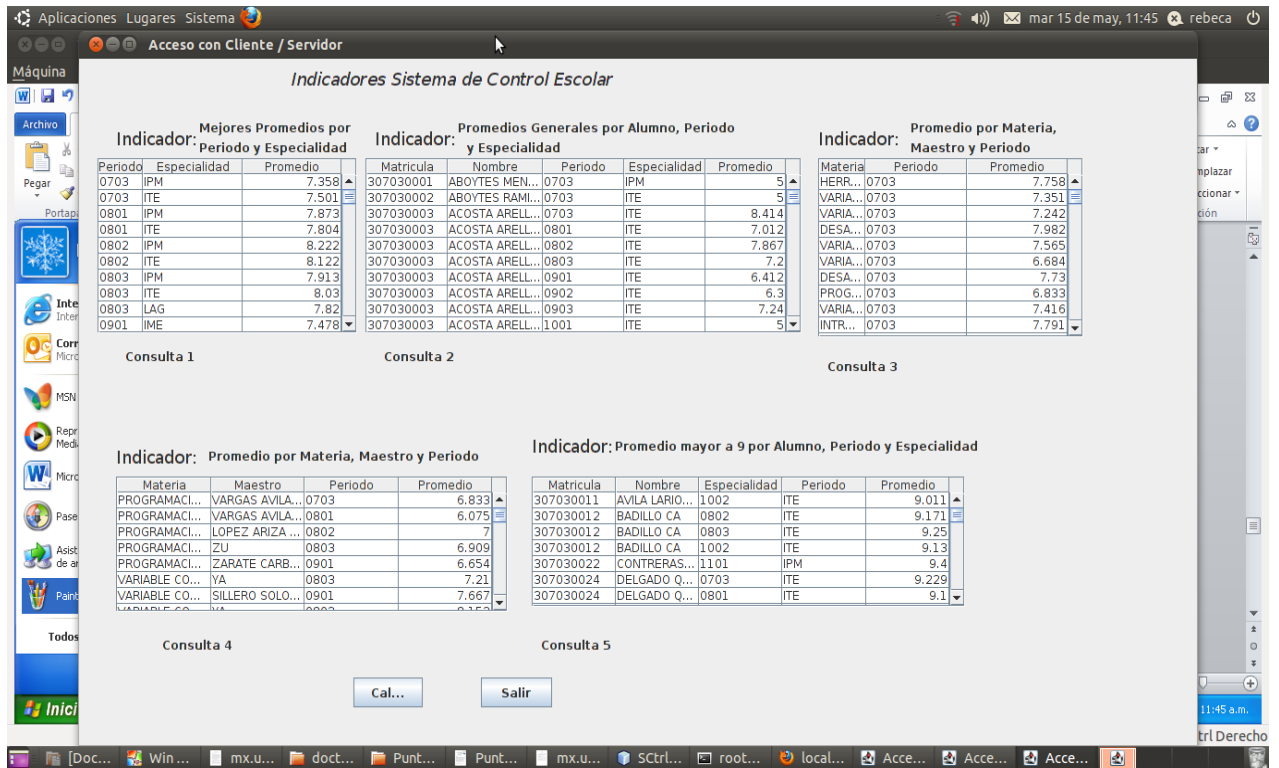 Aplicaciones Lugares Sistema
mar 15 de may, 11:45 rebeca
Acceso con Cliente / Servidor
Máquina
Archivo
Pegar
Indicadores Sistema de Control Escolar
Indicador: Mejores Promedios por Periodo y Especialidad
Periodo Especialidad Promedio
0703 IPM 7.358
0703 ITE 7.501
0801 IPM 7.873
0801 ITE 7.804
0802 IPM 8.222
0802 ITE 8.122
0803 IPM 7.913
0803 ITE 8.03
0803 LAG 7.82
0901 IME 7.478
Consulta 1
Indicador: Promedios Generales por Alumno, Periodo y Especialidad
Matricula Nombre Periodo Especialidad Promedio
307030001 ABOYTES MEN... 0703 IPM 5
307030002 ABOYTES RAMI... 0703 ITE 5
307030003 ACOSTA ARELL... 0703 ITE 8.414
307030003 ACOSTA ARELL... 0801 ITE 7.012
307030003 ACOSTA ARELL... 0802 ITE 7.867
307030003 ACOSTA ARELL... 0803 ITE 7.2
307030003 ACOSTA ARELL... 0901 ITE 6.412
307030003 ACOSTA ARELL... 0902 ITE 6.3
307030003 ACOSTA ARELL... 0903 ITE 7.24
307030003 ACOSTA ARELL... 1001 ITE 5
Consulta 2
Indicador: Promedio por Materia, Maestro y Periodo
Materia Periodo Promedio
HERR... 0703 7.758
VARIA... 0703 7.351
VARIA... 0703 7.242
DESA... 0703 7.982
VARIA... 0703 7.565
VARIA... 0703 6.684
DESA... 0703 7.73
PROG... 0703 6.833
VARIA... 0703 7.416
INTR... 0703 7.791
Consulta 3
Indicador: Promedio por Materia, Maestro y Periodo
Materia Maestro Periodo Promedio
PROGRAMACI... VARGAS AVILA... 0703 6.833
PROGRAMACI... VARGAS AVILA... 0801 6.075
PROGRAMACI... LOPEZ ARIZA ... 0802 7
PROGRAMACI... ZU 0803 6.909
PROGRAMACI... ZARATE CARB... 0901 6.654
VARIABLE CO... YA 0803 7.21
VARIABLE CO... SILLERO SOLO... 0901 7.667
Consulta 4
Indicador: Promedio mayor a 9 por Alumno, Periodo y Especialidad
Matricula Nombre Especialidad Periodo Promedio
307030011 AVILA LARIO... 1002 ITE 9.011
307030012 BADILLO CA 0802 ITE 9.171
307030012 BADILLO CA 0803 ITE 9.25
307030012 BADILLO CA 1002 ITE 9.13
307030022 CONTRERAS... 1101 IPM 9.4
307030024 DELGADO Q... 0703 ITE 9.229
307030024 DELGADO Q... 0801 ITE 9.1
Consulta 5
Cal... Salir
MSN
Todos
11:45 a.m.
[Doc... Win ... mx.u... doct... Punt... Punt... mx.u... SCtrl... root... local... Acce... Acce... Acce...